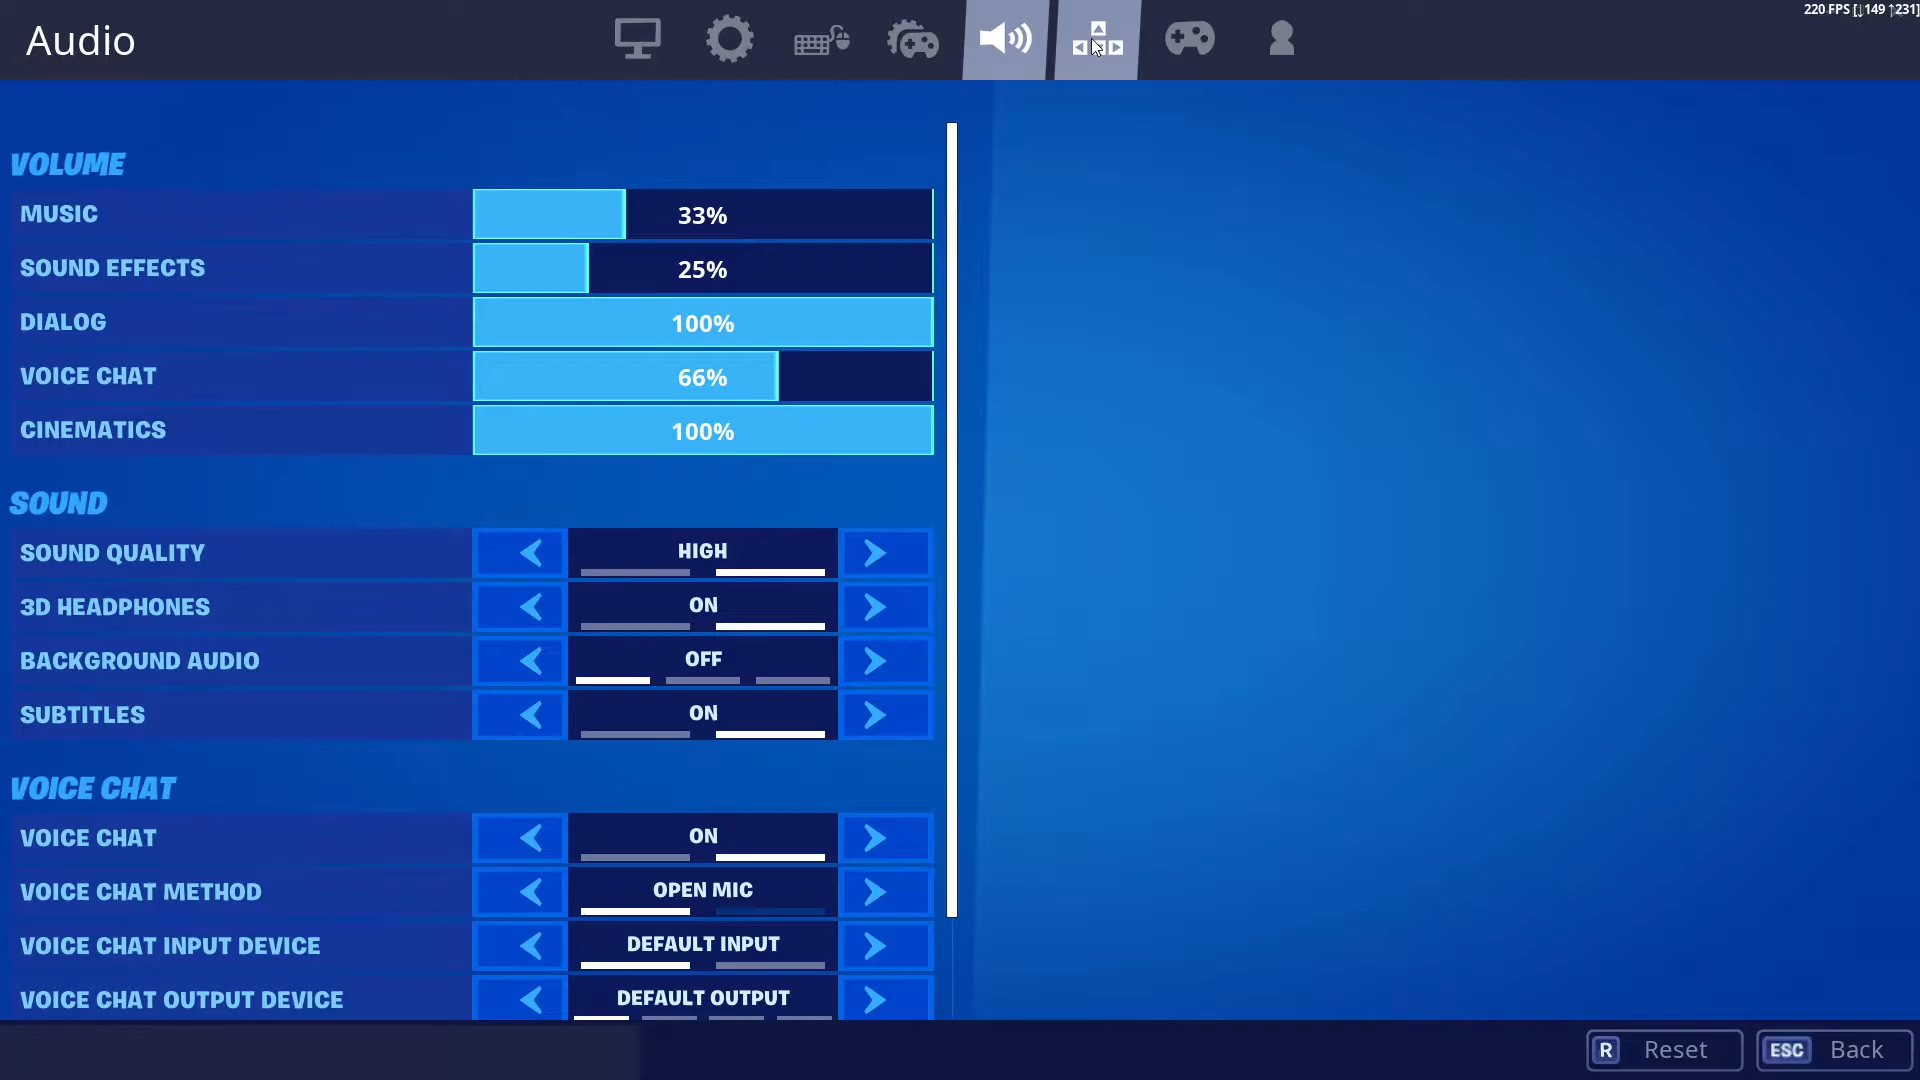 220 FPS [↓149 ↑231]
Audio
VOLUME
MUSIC 33%
SOUND EFFECTS 25%
DIALOG 100%
VOICE CHAT 66%
CINEMATICS 100%
SOUND
SOUND QUALITY HIGH
3D HEADPHONES ON
BACKGROUND AUDIO OFF
SUBTITLES ON
VOICE CHAT
VOICE CHAT ON
VOICE CHAT METHOD OPEN MIC
VOICE CHAT INPUT DEVICE DEFAULT INPUT
VOICE CHAT OUTPUT DEVICE DEFAULT OUTPUT
R Reset ESC Back